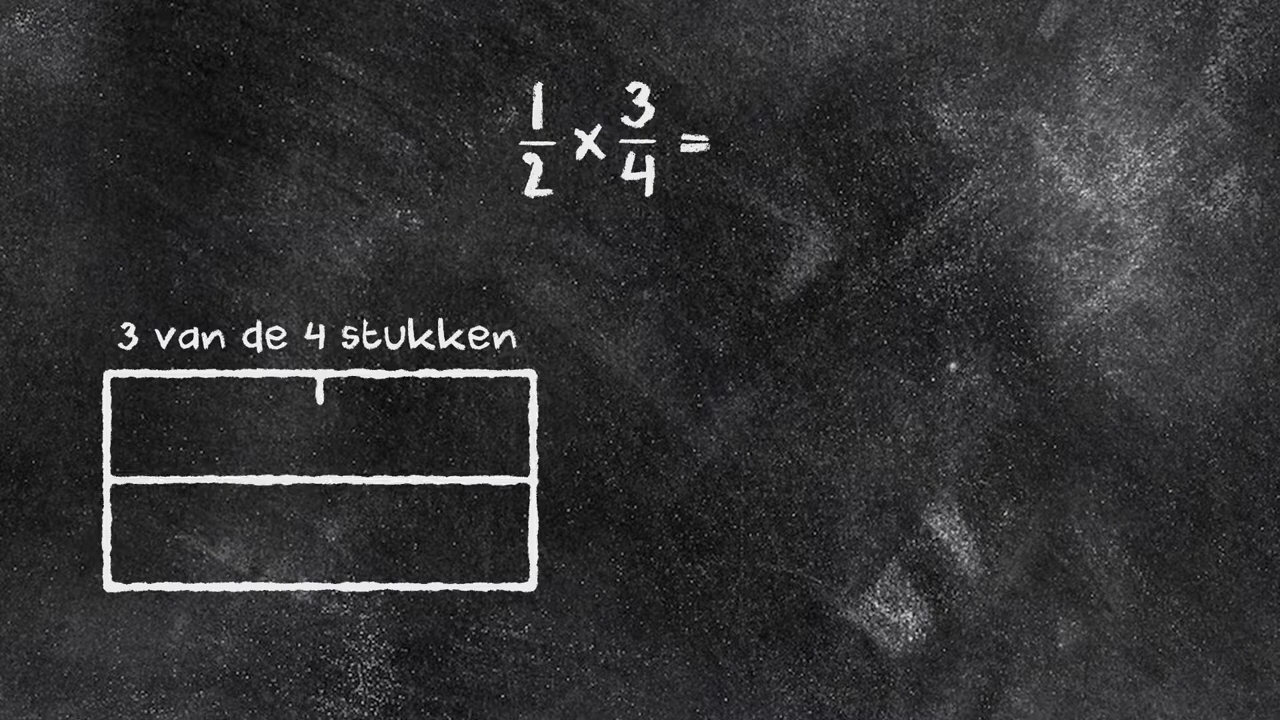 1/2 x 3/4 =
3 van de 4 stukken